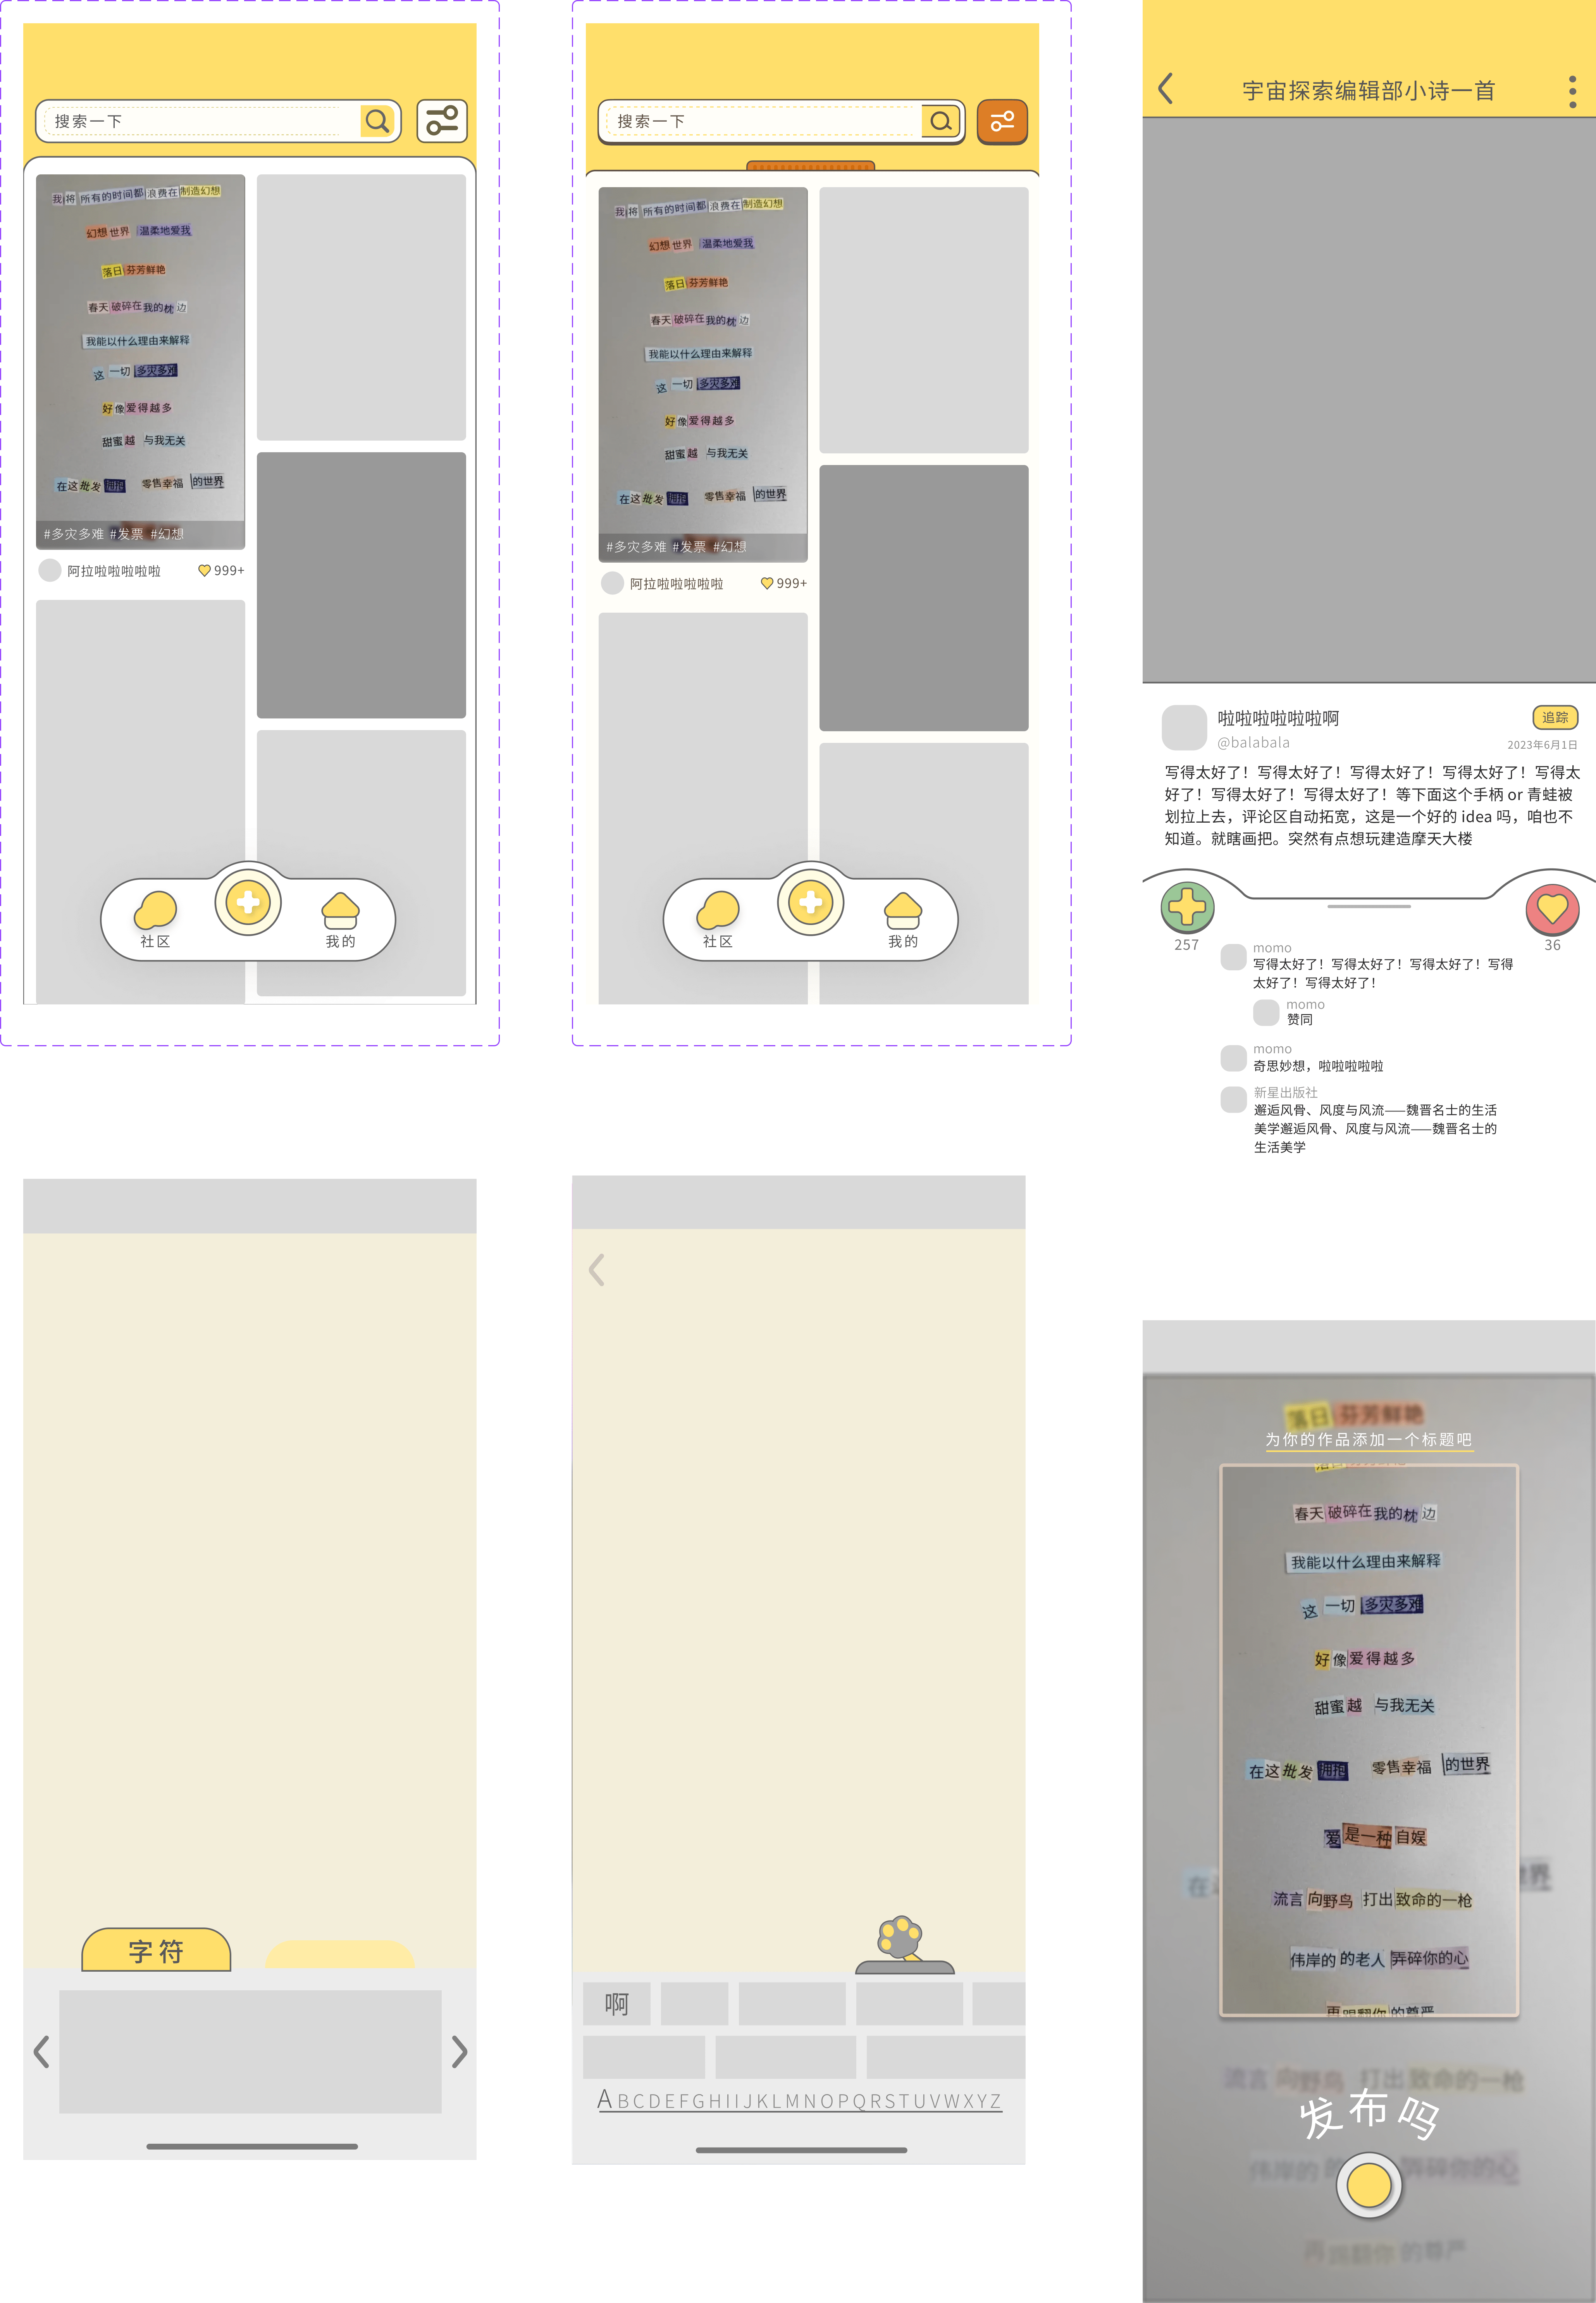 搜索一下
我将 所有的时间都 浪费在 制造幻想
幻想 世界 温柔地爱我
落日 芬芳鲜艳
春天 破碎在 我的枕 边
我能以什么理由来解释
这 一切 多灾多难
好像爱得越多
甜蜜越 与我无关
在这批发 拥抱 零售幸福 的世界
#多灾多难 #发票 #幻想
阿拉啦啦啦啦啦
999+
社区
我的
搜索一下
我将 所有的时间都 浪费在 制造幻想
幻想 世界 温柔地爱我
落日 芬芳鲜艳
春天 破碎在 我的枕 边
我能以什么理由来解释
这 一切 多灾多难
好像爱得越多
甜蜜越 与我无关
在这批发 拥抱 零售幸福 的世界
#多灾多难 #发票 #幻想
阿拉啦啦啦啦啦
999+
社区
我的
宇宙探索编辑部小诗一首
啦啦啦啦啦啦啊
追踪
@balabala
2023年6月1日
写得太好了！写得太好了！写得太好了！写得太好了！写得太
好了！写得太好了！写得太好了！等下面这个手柄 or 青蛙被
划拉上去，评论区自动拓宽，这是一个好的 idea 吗，咱也不
知道。就瞎画把。突然有点想玩建造摩天大楼
257
36
momo
写得太好了！写得太好了！写得太好了！写得
太好了！写得太好了！
momo
赞同
momo
奇思妙想，啦啦啦啦啦
新星出版社
邂逅风骨、风度与风流——魏晋名士的生活
美学邂逅风骨、风度与风流——魏晋名士的
生活美学
字符
啊
ABCDEFGHIIJKLMNOPQRSTUVWXYZ
落日 芬芳鲜艳
为你的作品添加一个标题吧
春天 破碎在 我的枕 边
我能以什么理由来解释
这 一切 多灾多难
好像爱得越多
甜蜜越 与我无关
在这批发 拥抱 零售幸福 的世界
爱 是一种 自娱
流言 向野鸟 打出致命的一枪
伟岸的 的老人 弄碎你的心
再踢翻你的尊严
流言 向野鸟 打出致命的一枪
发布吗
伟岸的 弄碎你的心
再踢翻你 的尊严